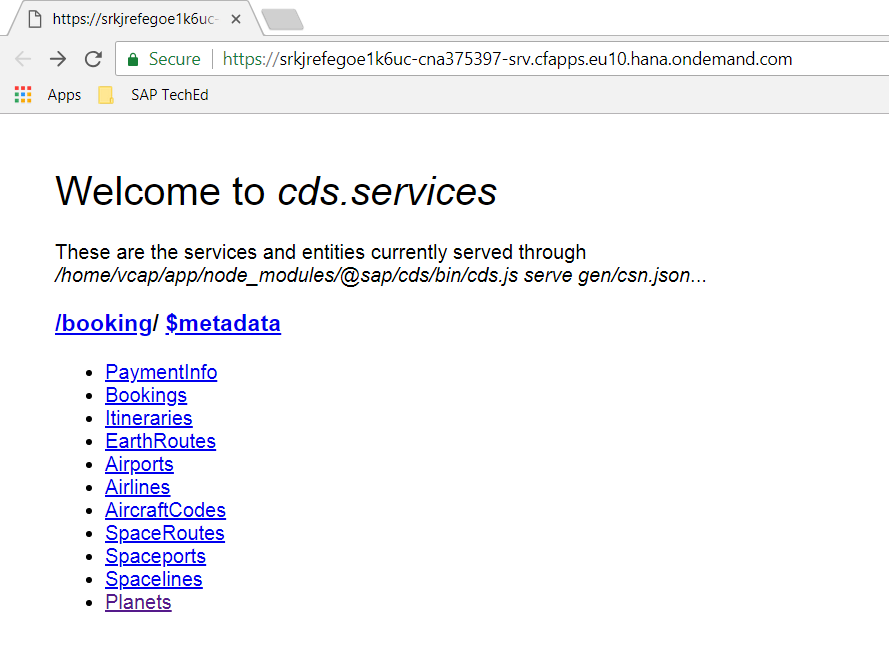 https://srkjrefegoe1k6uc-
Secure https://srkjrefegoe1k6uc-cna375397-srv.cfapps.eu10.hana.ondemand.com
Apps SAP TechEd
Welcome to cds.services
These are the services and entities currently served through
/home/vcap/app/node_modules/@sap/cds/bin/cds.js serve gen/csn.json...
/booking/ $metadata
• PaymentInfo
• Bookings
• Itineraries
• EarthRoutes
• Airports
• Airlines
• AircraftCodes
• SpaceRoutes
• Spaceports
• Spacelines
• Planets